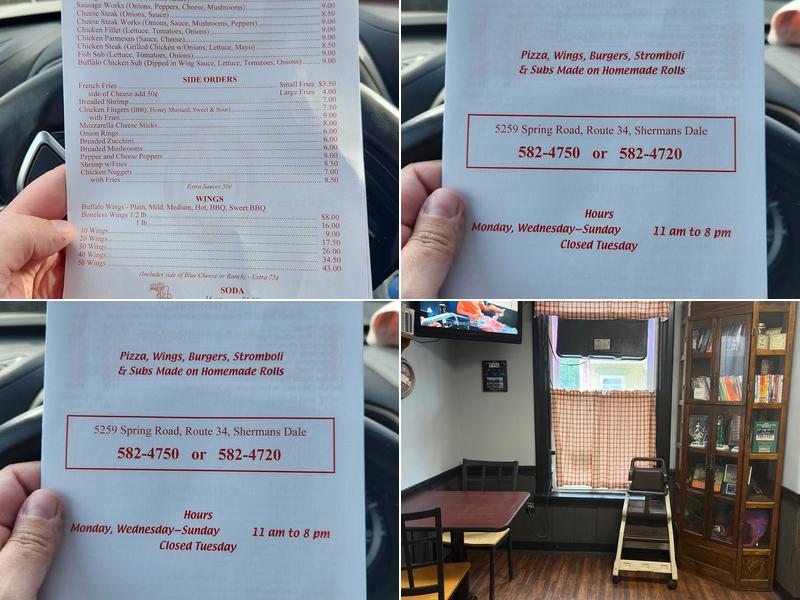 Sausage Works (Onions, Peppers, Cheese, Mushrooms) 9.00
Cheese Steak (Onions, Sauce) 8.50
Cheese Steak Works (Onions, Sauce, Mushrooms, Peppers) 9.00
Chicken Fillet (Lettuce, Tomatoes, Onions) 9.00
Chicken Parmesan (Sauce, Cheese) 9.00
Chicken Steak (Grilled Chicken w/Onions, Lettuce, Mayo) 8.50
Fish Sub (Lettuce, Tomatoes, Onions) 9.00
Buffalo Chicken Sub (Dipped in Wing Sauce, Lettuce, Tomatoes, Onions) 9.00
SIDE ORDERS
French Fries Small Fries $3.50
side of Cheese add 50¢ Large Fries 4.00
Breaded Shrimp 7.00
Chicken Fingers (BBQ, Honey Mustard, Sweet & Sour) 7.50
with Fries 9.00
Mozzarella Cheese Sticks 8.00
Onion Rings 6.00
Breaded Zucchini 6.00
Breaded Mushrooms 6.00
Pepper and Cheese Poppers 8.00
Shrimp w/Fries 8.50
Chicken Nuggets 7.00
with Fries 8.50
Extra Sauces 50¢
WINGS
Buffalo Wings - Plain, Mild, Medium, Hot, BBQ, Sweet BBQ
Boneless Wings 1/2 lb. $8.00
1 lb. 16.00
10 Wings 9.00
20 Wings 17.50
30 Wings 26.00
40 Wings 34.50
50 Wings 43.00
(Includes side of Blue Cheese or Ranch) - Extra 75¢
SODA
Pizza, Wings, Burgers, Stromboli
& Subs Made on Homemade Rolls
5259 Spring Road, Route 34, Shermans Dale
582-4750 or 582-4720
Hours
Monday, Wednesday–Sunday 11 am to 8 pm
Closed Tuesday
Pizza, Wings, Burgers, Stromboli
& Subs Made on Homemade Rolls
5259 Spring Road, Route 34, Shermans Dale
582-4750 or 582-4720
Hours
Monday, Wednesday–Sunday 11 am to 8 pm
Closed Tuesday